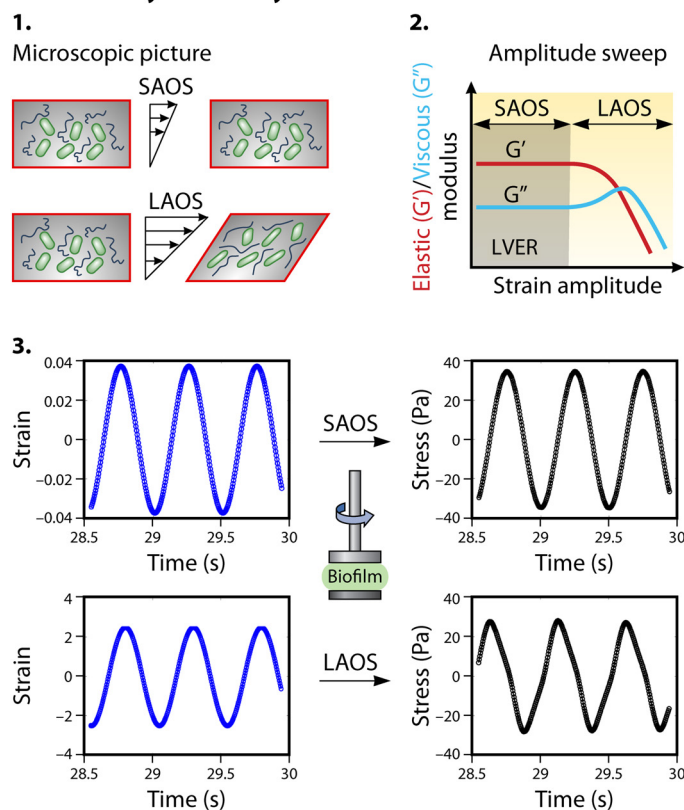 1.
Microscopic picture
SAOS
LAOS
2.
Amplitude sweep
Elastic (G′)/Viscous (G″)
modulus
SAOS
LAOS
G′
G″
LVER
Strain amplitude
3.
Strain
0.04
0.02
0
−0.02
−0.04
28.5
29
29.5
30
Time (s)
SAOS
Stress (Pa)
40
20
0
−20
−40
28.5
29
29.5
30
Time (s)
Biofilm
Strain
4
2
0
−2
−4
28.5
29
29.5
30
Time (s)
LAOS
Stress (Pa)
40
20
0
−20
−40
28.5
29
29.5
30
Time (s)